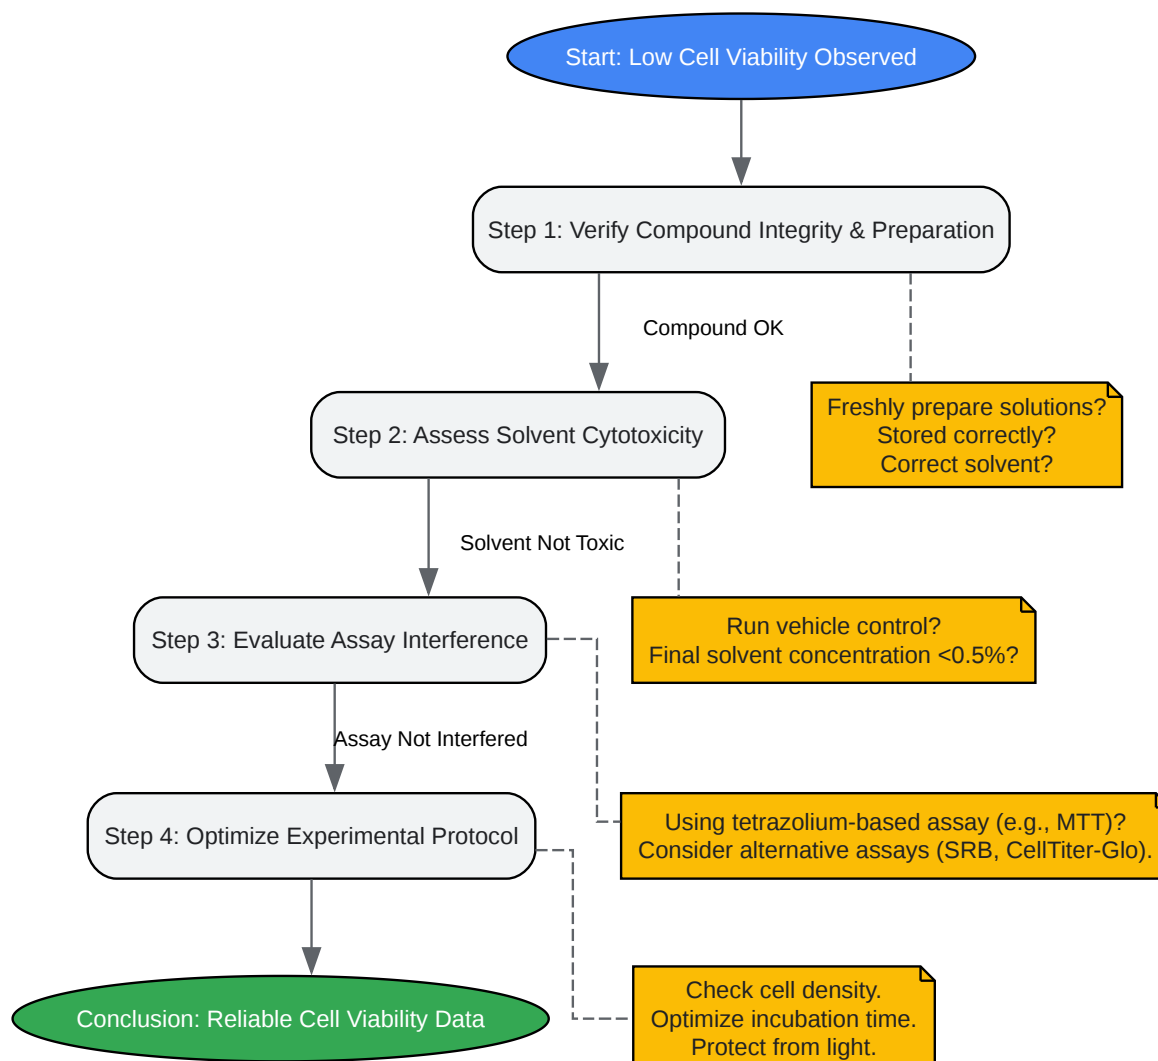 Start: Low Cell Viability Observed
Step 1: Verify Compound Integrity & Preparation
Compound OK
Freshly prepare solutions?
Stored correctly?
Correct solvent?
Step 2: Assess Solvent Cytotoxicity
Solvent Not Toxic
Run vehicle control?
Final solvent concentration <0.5%?
Step 3: Evaluate Assay Interference
Assay Not Interfered
Using tetrazolium-based assay (e.g., MTT)?
Consider alternative assays (SRB, CellTiter-Glo).
Step 4: Optimize Experimental Protocol
Check cell density.
Optimize incubation time.
Protect from light.
Conclusion: Reliable Cell Viability Data